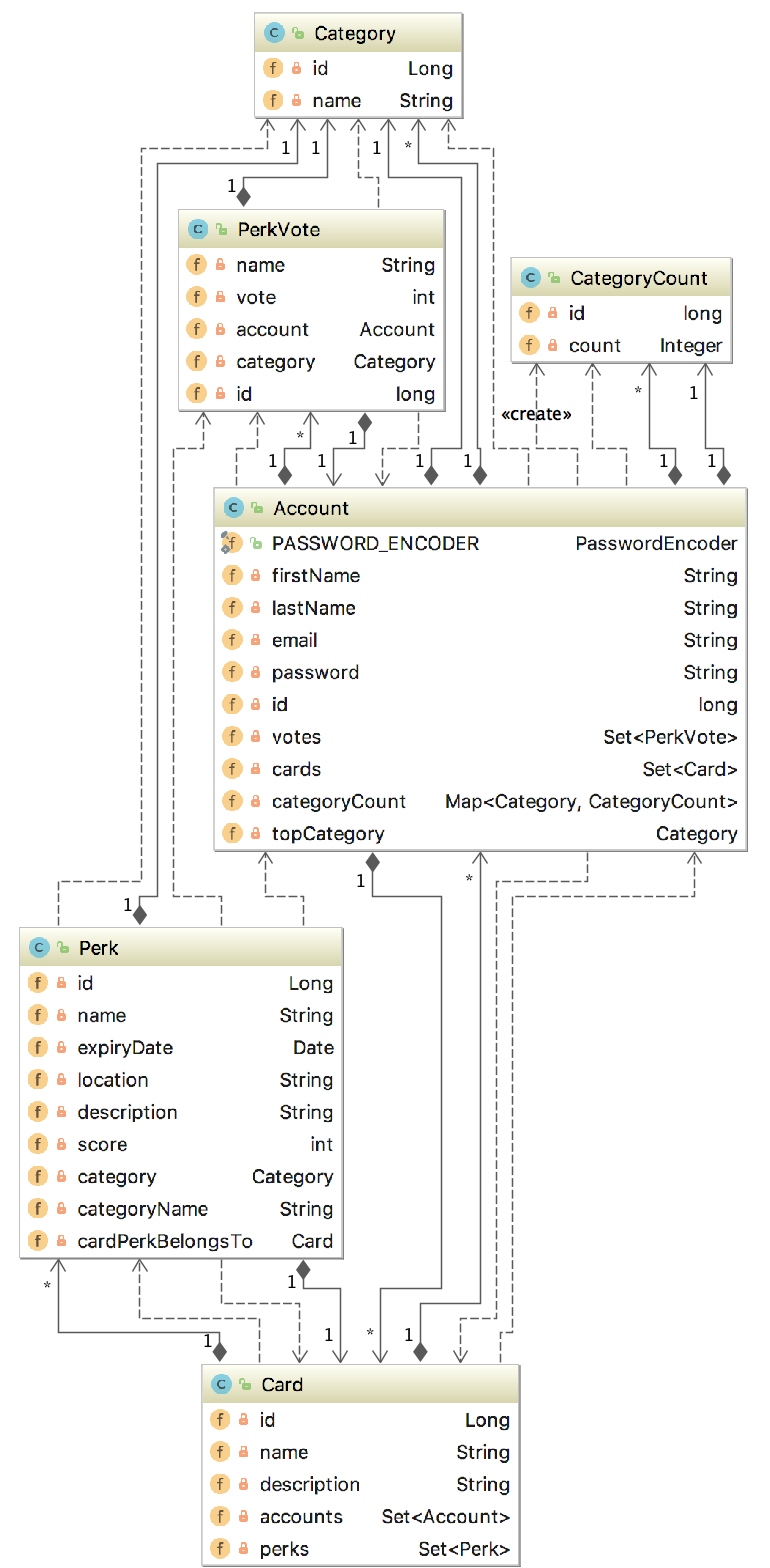 C Category
f id Long
f name String
1 1 1 *
1
C PerkVote
f name String
f vote int
f account Account
f category Category
f id long
C CategoryCount
f id long
f count Integer
* 1
«create»
* 1
1 1 1 1 1 1
C Account
f PASSWORD_ENCODER PasswordEncoder
f firstName String
f lastName String
f email String
f password String
f id long
f votes Set<PerkVote>
f cards Set<Card>
f categoryCount Map<Category, CategoryCount>
f topCategory Category
1 *
1
C Perk
f id Long
f name String
f expiryDate Date
f location String
f description String
f score int
f category Category
f categoryName String
f cardPerkBelongsTo Card
* 1
1 1 * 1
C Card
f id Long
f name String
f description String
f accounts Set<Account>
f perks Set<Perk>